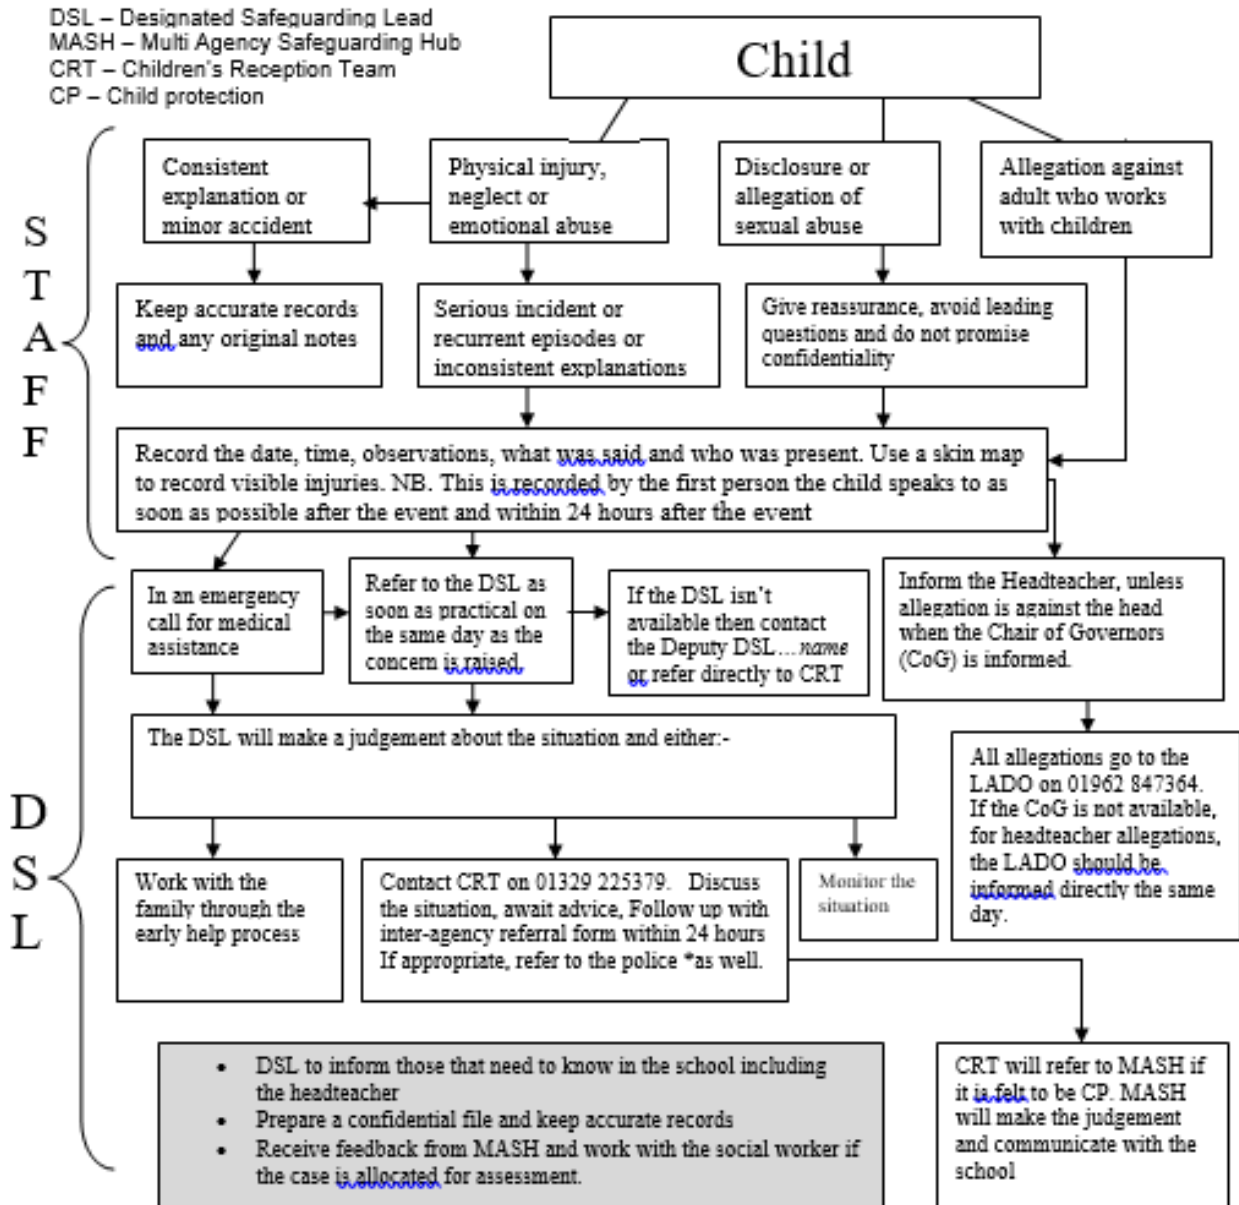 DSL – Designated Safeguarding Lead
MASH – Multi Agency Safeguarding Hub
CRT – Children's Reception Team
CP – Child protection
Child
S
T
A
F
F
Consistent
explanation or
minor accident
Physical injury,
neglect or
emotional abuse
Disclosure or
allegation of
sexual abuse
Allegation against
adult who works
with children
Keep accurate records
and any original notes
Serious incident or
recurrent episodes or
inconsistent explanations
Give reassurance, avoid leading
questions and do not promise
confidentiality
Record the date, time, observations, what was said and who was present. Use a skin map
to record visible injuries. NB. This is recorded by the first person the child speaks to as
soon as possible after the event and within 24 hours after the event
D
S
L
In an emergency
call for medical
assistance
Refer to the DSL as
soon as practical on
the same day as the
concern is raised
If the DSL isn't
available then contact
the Deputy DSL...name
or refer directly to CRT
Inform the Headteacher, unless
allegation is against the head
when the Chair of Governors
(CoG) is informed.
The DSL will make a judgement about the situation and either:-
All allegations go to the
LADO on 01962 847364.
If the CoG is not available,
for headteacher allegations,
the LADO should be
informed directly the same
day.
Work with the
family through the
early help process
Contact CRT on 01329 225379. Discuss
the situation, await advice, Follow up with
inter-agency referral form within 24 hours
If appropriate, refer to the police *as well.
Monitor the
situation
• DSL to inform those that need to know in the school including
the headteacher
• Prepare a confidential file and keep accurate records
• Receive feedback from MASH and work with the social worker if
the case is allocated for assessment.
CRT will refer to MASH if
it is felt to be CP. MASH
will make the judgement
and communicate with the
school